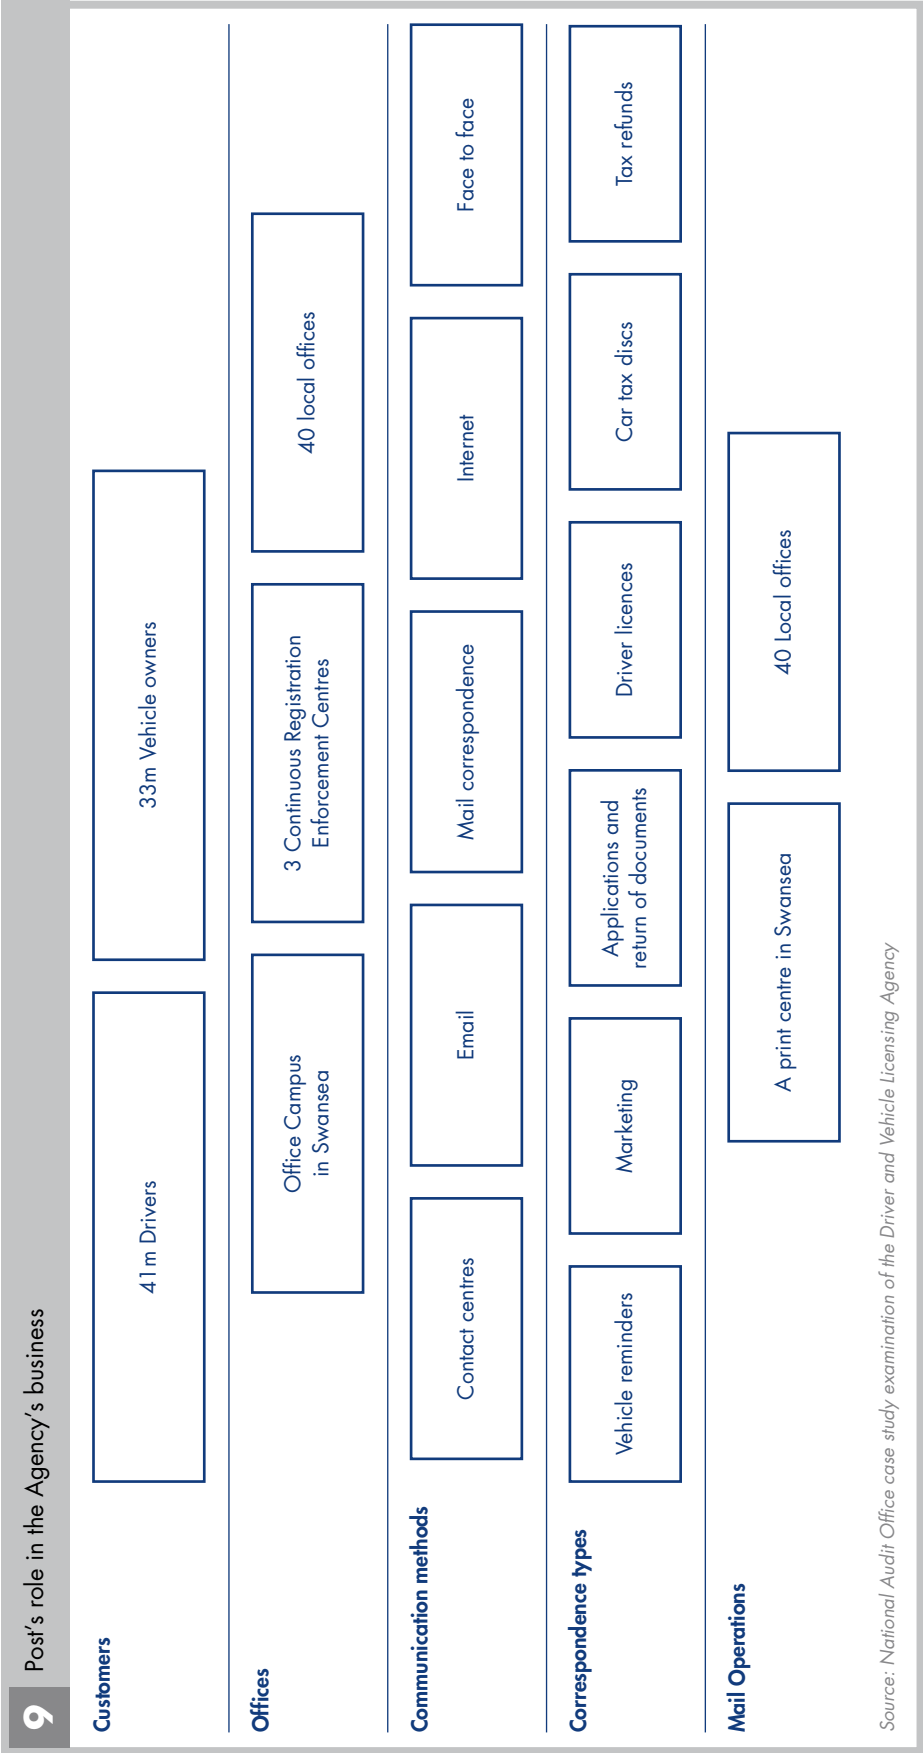 9
Post's role in the Agency's business
Customers
41m Drivers
33m Vehicle owners
Offices
Office Campus
in Swansea
3 Continuous Registration
Enforcement Centres
40 local offices
Communication methods
Contact centres
Email
Mail correspondence
Internet
Face to face
Correspondence types
Vehicle reminders
Marketing
Applications and
return of documents
Driver licences
Car tax discs
Tax refunds
Mail Operations
A print centre in Swansea
40 Local offices
Source: National Audit Office case study examination of the Driver and Vehicle Licensing Agency